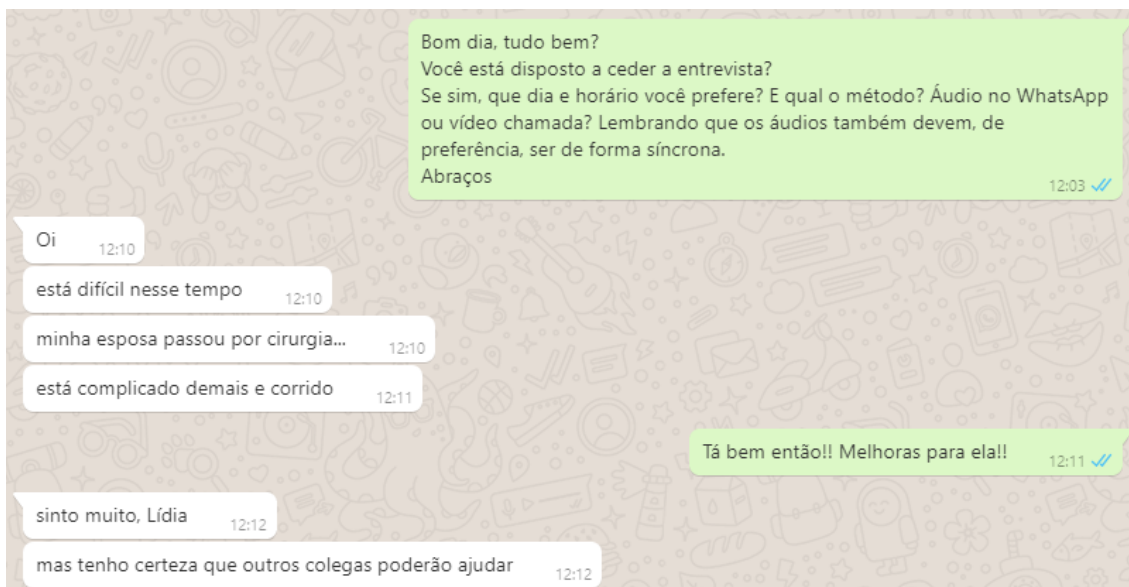 Bom dia, tudo bem?
Você está disposto a ceder a entrevista?
Se sim, que dia e horário você prefere? E qual o método? Áudio no WhatsApp
ou vídeo chamada? Lembrando que os áudios também devem, de
preferência, ser de forma síncrona.
Abraços
12:03
Oi
12:10
está difícil nesse tempo
12:10
minha esposa passou por cirurgia...
12:10
está complicado demais e corrido
12:11
Tá bem então!! Melhoras para ela!!
12:11
sinto muito, Lídia
12:12
mas tenho certeza que outros colegas poderão ajudar
12:12